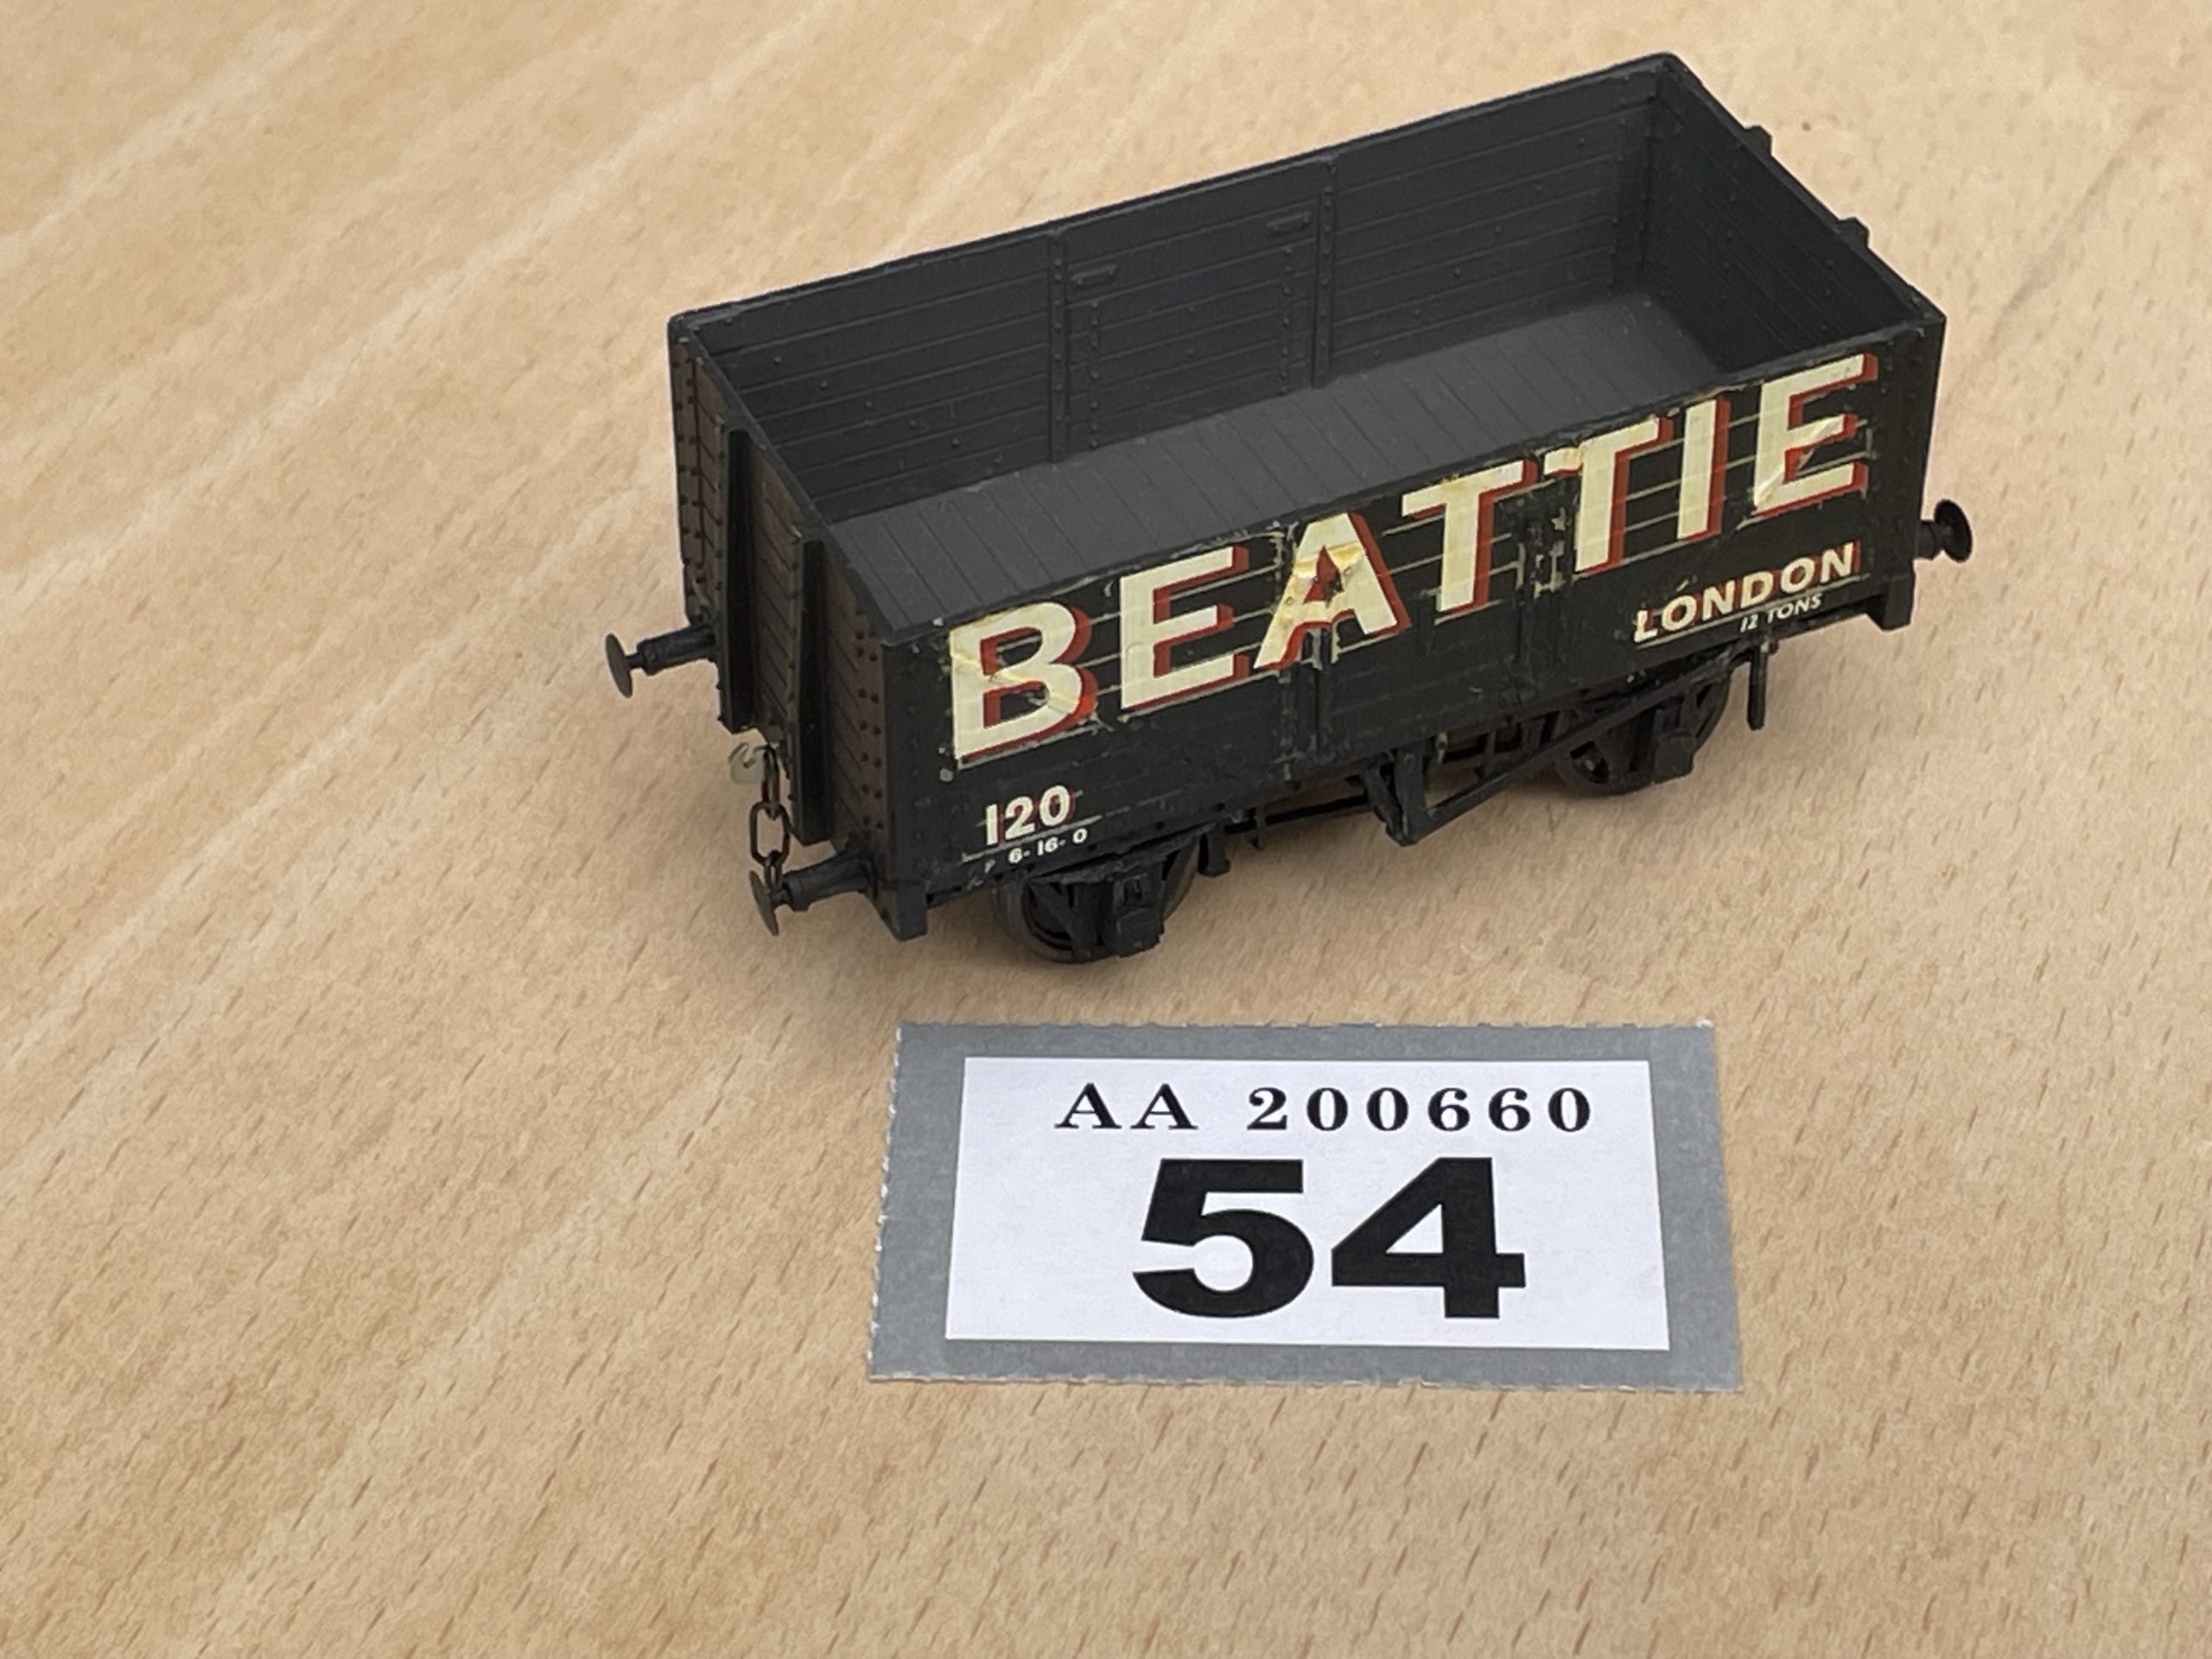 BEATTIE
LONDON
12 TONS
120
6-16-0
AA 200660
54